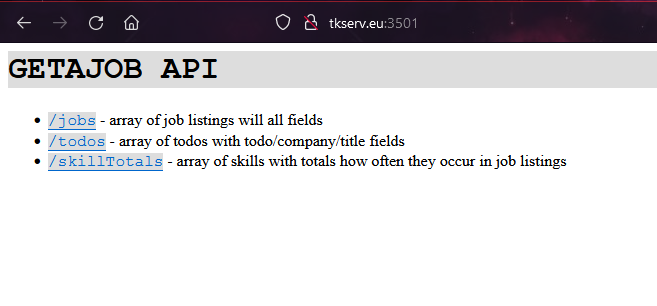 tkserv.eu:3501
GETAJOB API
/jobs - array of job listings will all fields
/todos - array of todos with todo/company/title fields
/skillTotals - array of skills with totals how often they occur in job listings